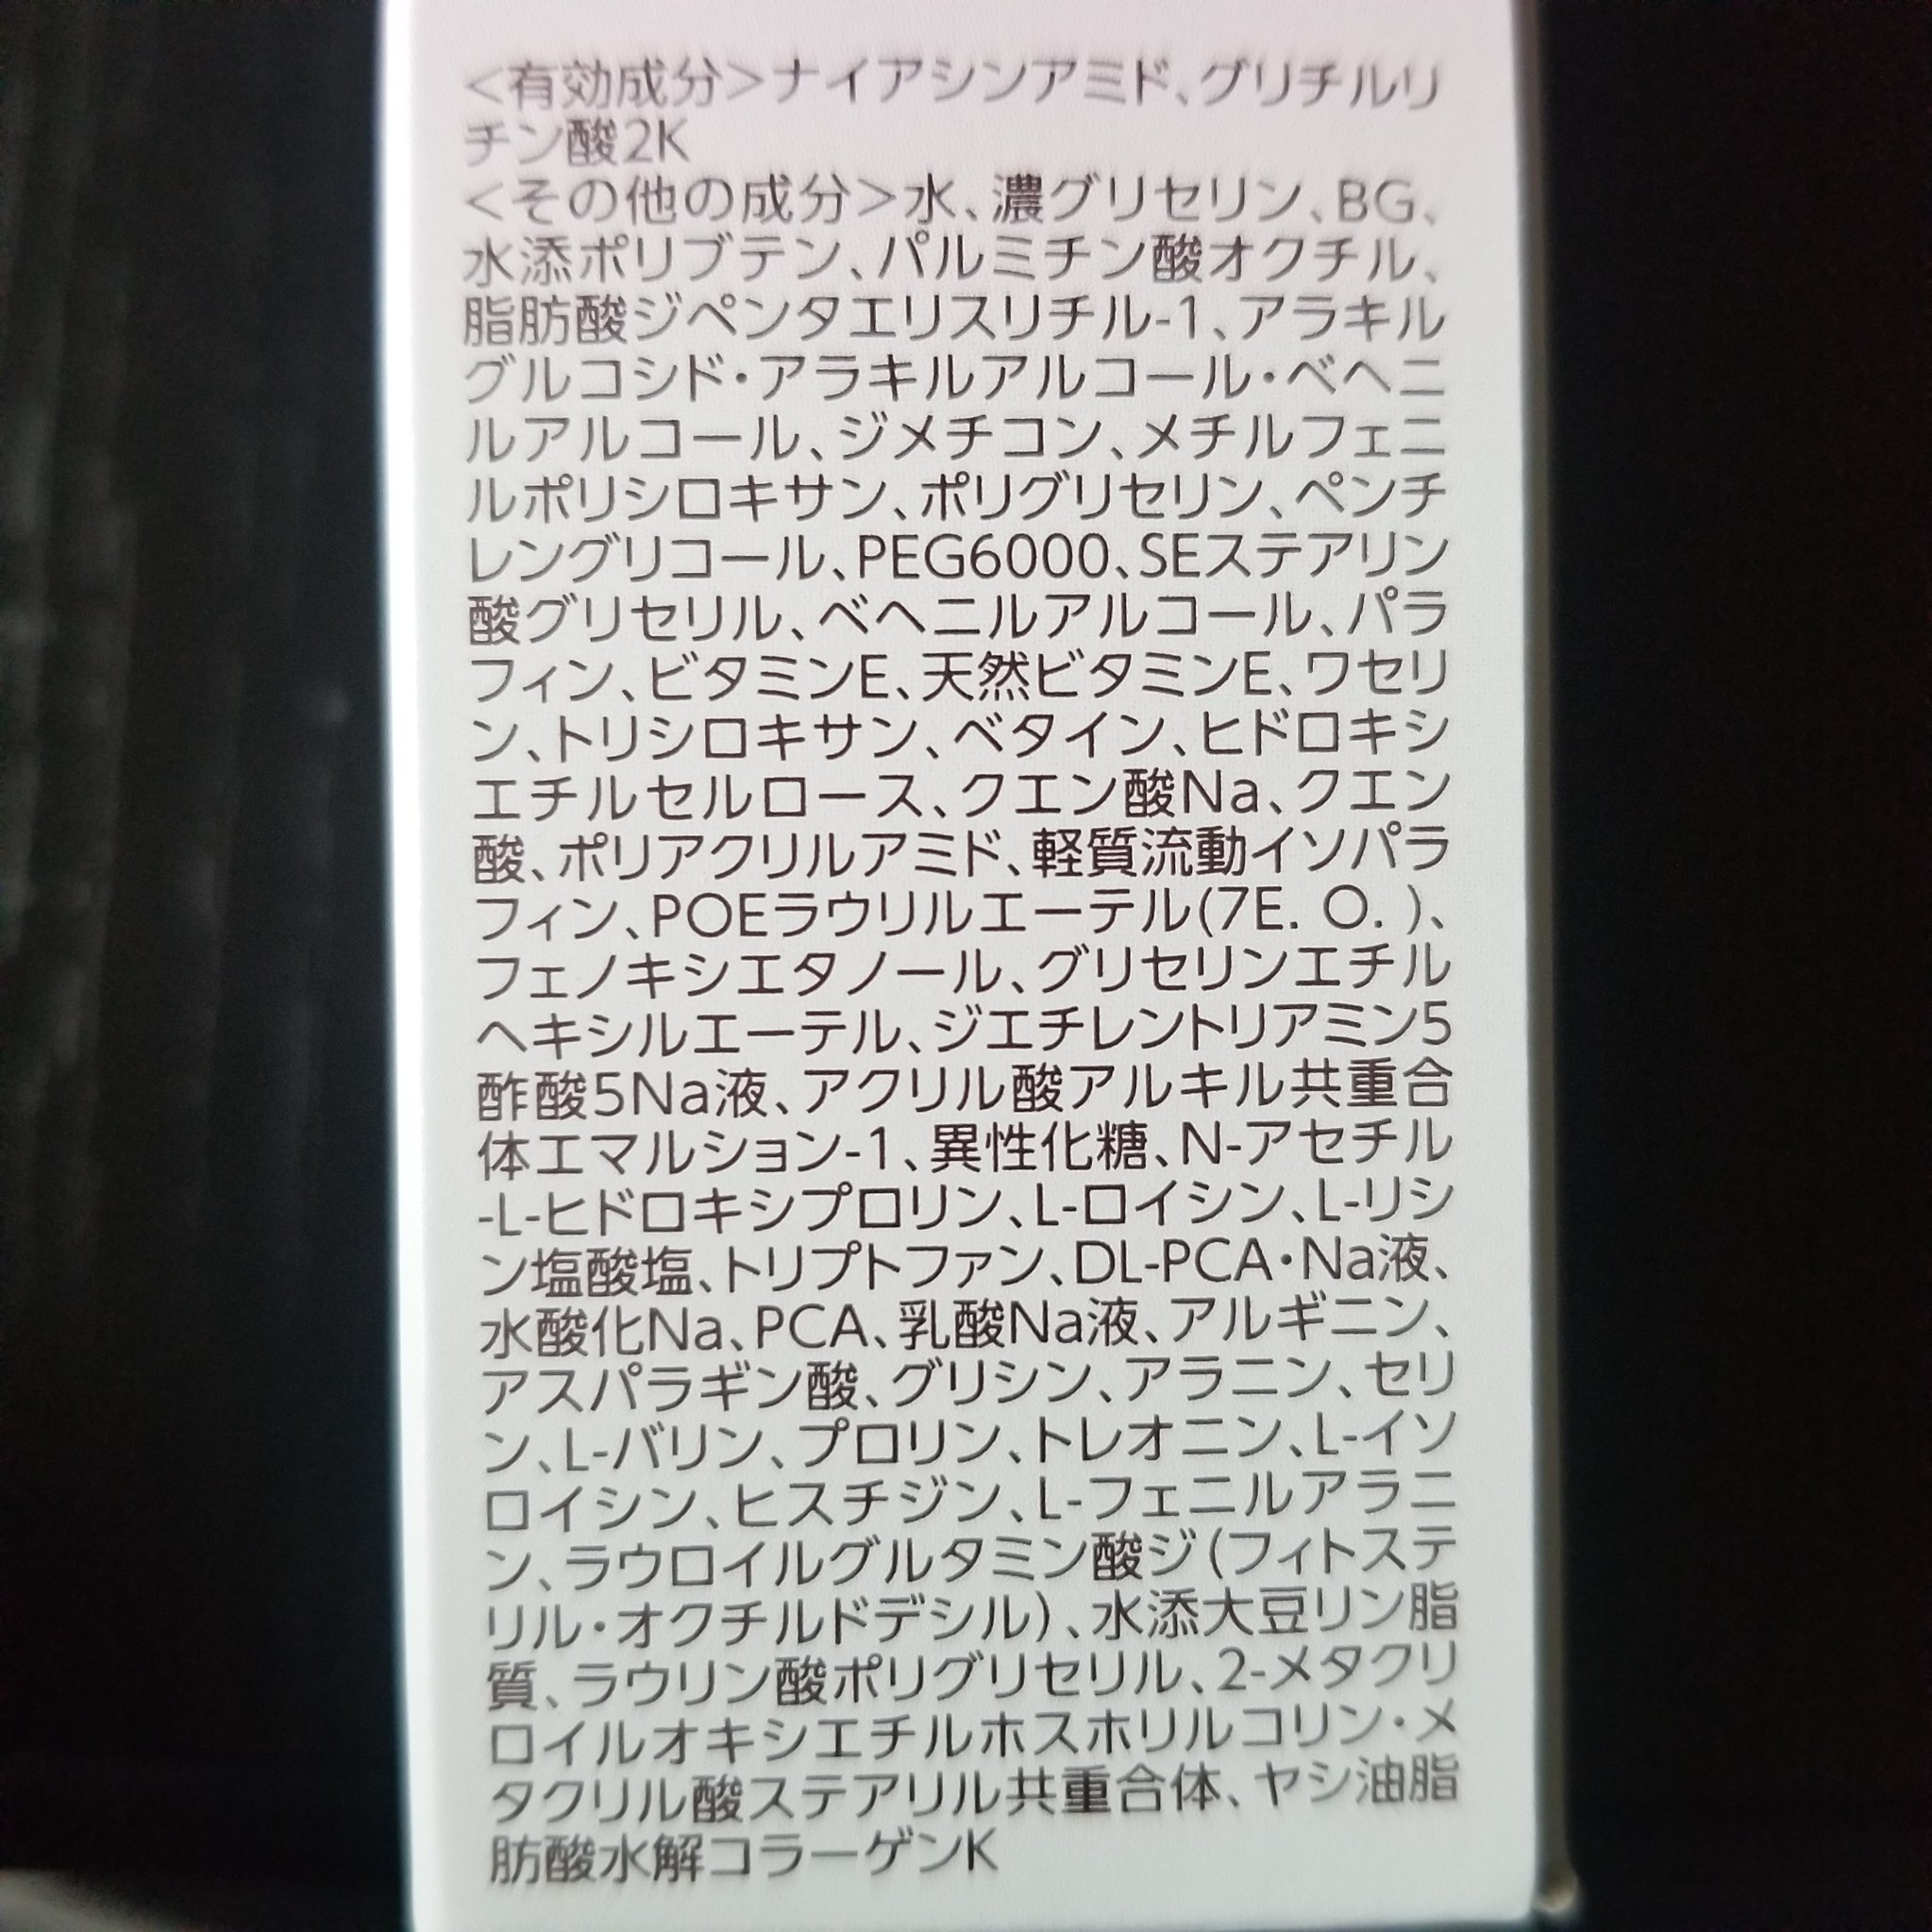 ＜有効成分＞ナイアシンアミド、グリチルリ
チン酸2K
＜その他の成分＞水、濃グリセリン、BG、
水添ポリブテン、パルミチン酸オクチル、
脂肪酸ジペンタエリスリチル-1、アラキル
グルコシド・アラキルアルコール・ベヘニ
ルアルコール、ジメチコン、メチルフェニ
ルポリシロキサン、ポリグリセリン、ペンチ
レングリコール、PEG6000、SEステアリン
酸グリセリル、ベヘニルアルコール、パラ
フィン、ビタミンE、天然ビタミンE、ワセリ
ン、トリシロキサン、ベタイン、ヒドロキシ
エチルセルロース、クエン酸Na、クエン
酸、ポリアクリルアミド、軽質流動イソパラ
フィン、POEラウリルエーテル(7E. O. )、
フェノキシエタノール、グリセリンエチル
ヘキシルエーテル、ジエチレントリアミン5
酢酸5Na液、アクリル酸アルキル共重合
体エマルション-1、異性化糖、N-アセチル
-L-ヒドロキシプロリン、L-ロイシン、L-リシ
ン塩酸塩、トリプトファン、DL-PCA・Na液、
水酸化Na、PCA、乳酸Na液、アルギニン、
アスパラギン酸、グリシン、アラニン、セリ
ン、L-バリン、プロリン、トレオニン、L-イソ
ロイシン、ヒスチジン、L-フェニルアラニ
ン、ラウロイルグルタミン酸ジ(フィトステ
リル・オクチルドデシル)、水添大豆リン脂
質、ラウリン酸ポリグリセリル、2-メタクリ
ロイルオキシエチルホスホリルコリン・メ
タクリル酸ステアリル共重合体、ヤシ油脂
肪酸水解コラーゲンK